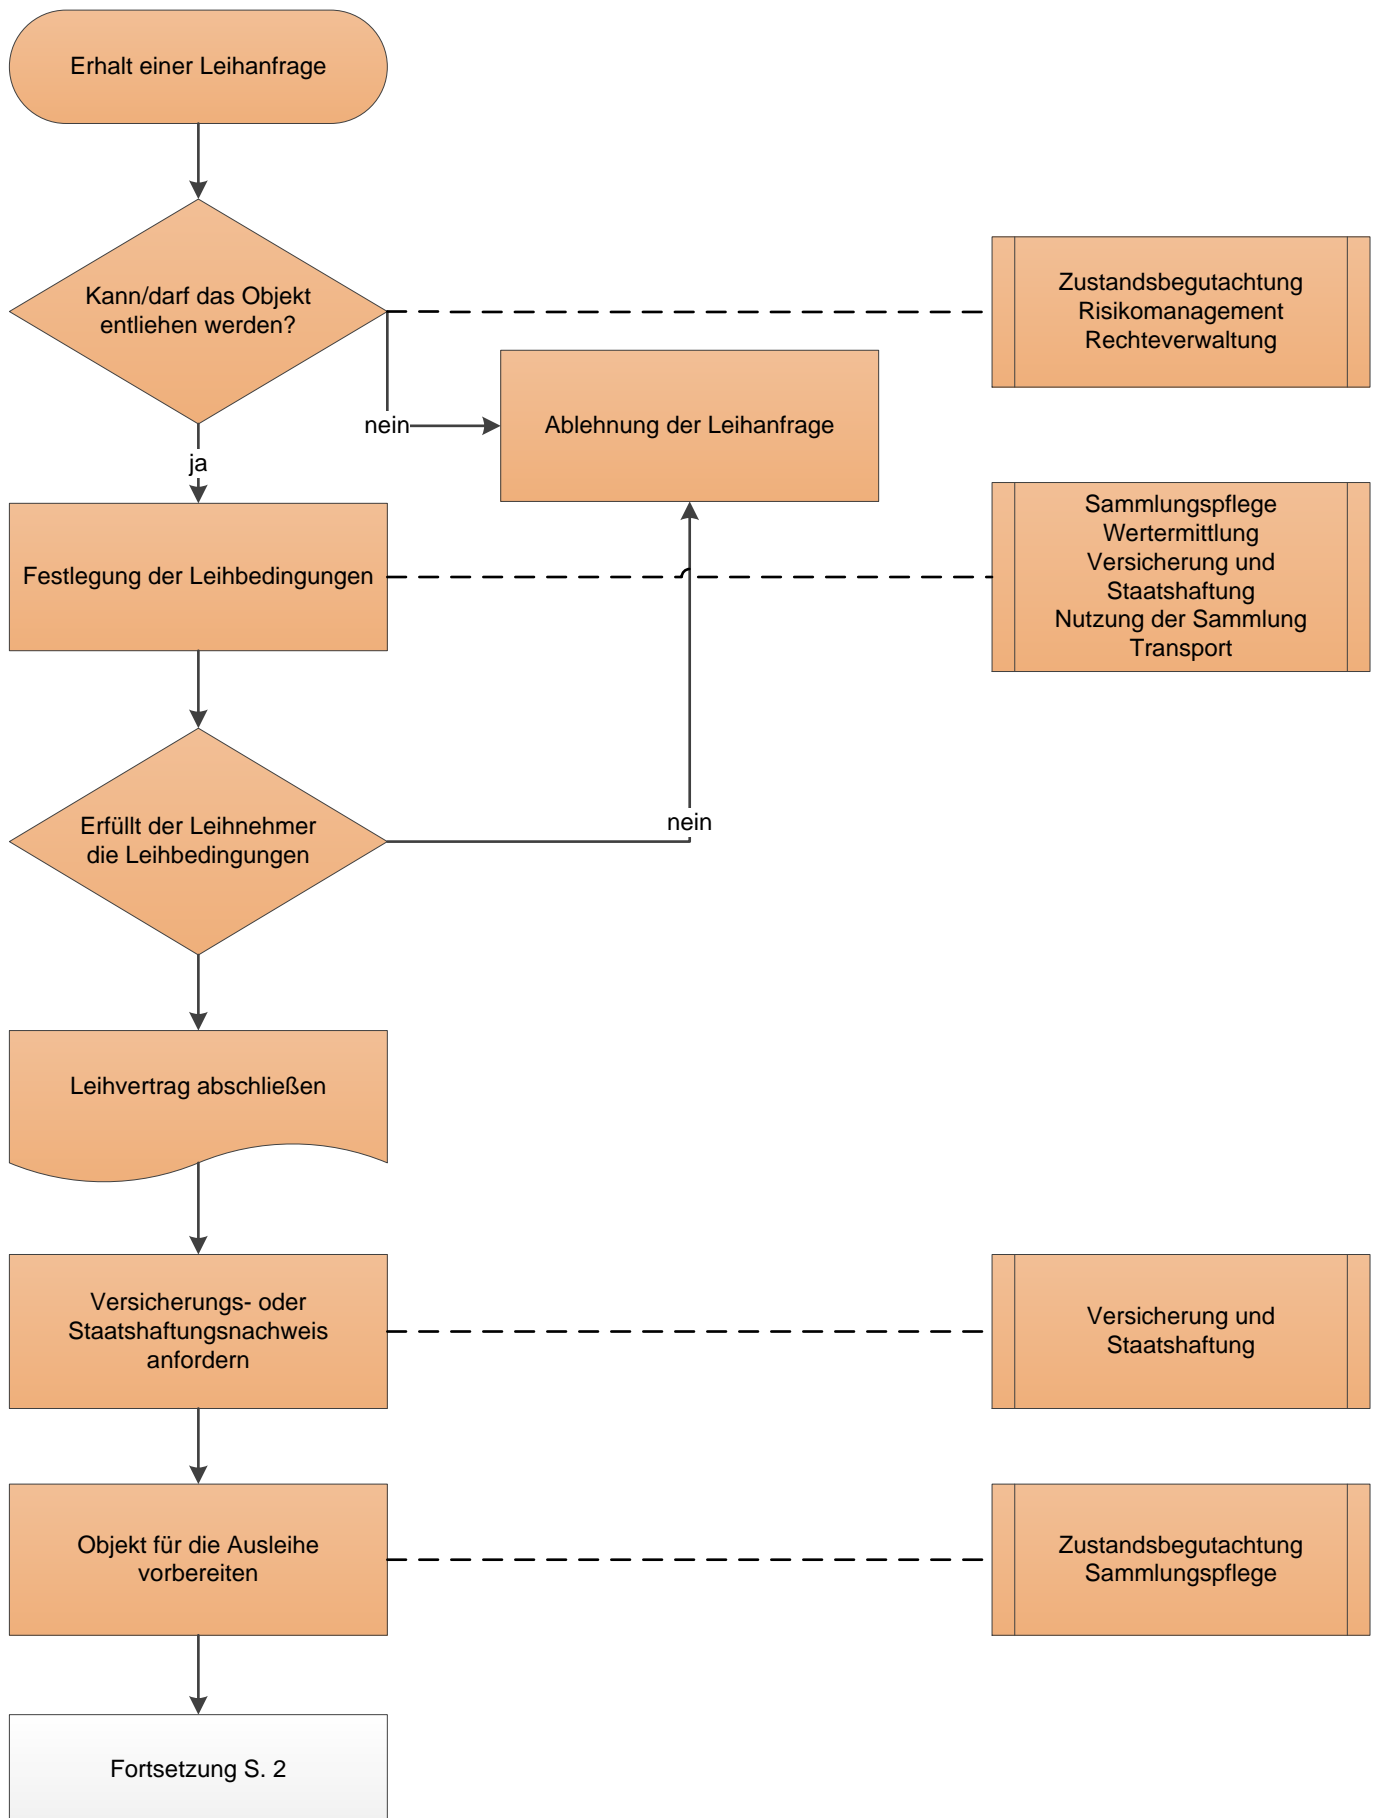 Erhalt einer Leihanfrage
Kann/darf das Objekt
entliehen werden?
Zustandsbegutachtung
Risikomanagement
Rechteverwaltung
nein
Ablehnung der Leihanfrage
ja
Festlegung der Leihbedingungen
Sammlungspflege
Wertermittlung
Versicherung und
Staatshaftung
Nutzung der Sammlung
Transport
Erfüllt der Leihnehmer
die Leihbedingungen
nein
Leihvertrag abschließen
Versicherungs- oder
Staatshaftungsnachweis
anfordern
Versicherung und
Staatshaftung
Objekt für die Ausleihe
vorbereiten
Zustandsbegutachtung
Sammlungspflege
Fortsetzung S. 2